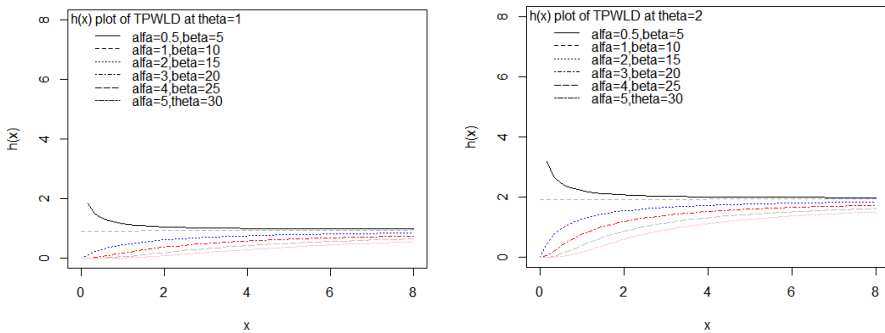 h(x) plot of TPWLD at theta=1
alfa=0.5,beta=5
alfa=1,beta=10
alfa=2,beta=15
alfa=3,beta=20
alfa=4,beta=25
alfa=5,theta=30
h(x)
8
6
4
2
0
0 2 4 6 8
x
h(x) plot of TPWLD at theta=2
alfa=0.5,beta=5
alfa=1,beta=10
alfa=2,beta=15
alfa=3,beta=20
alfa=4,beta=25
alfa=5,theta=30
h(x)
8
6
4
2
0
0 2 4 6 8
x